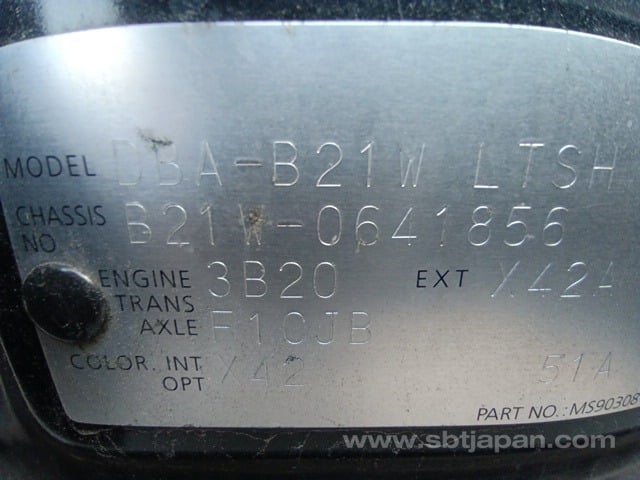 MODEL DBA-B21W LTSH
CHASSIS NO B21W-0641856
ENGINE 3B20 EXT X42A
TRANS AXLE F1CJB
COLOR. INT OPT X42 51A
PART NO.:MS90308
www.sbtjapan.com